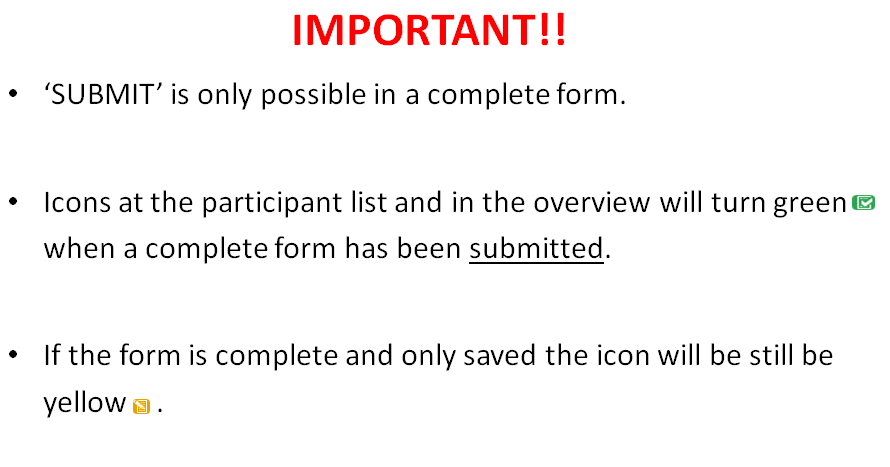 IMPORTANT!!
• ‘SUBMIT’ is only possible in a complete form.
• Icons at the participant list and in the overview will turn green
when a complete form has been submitted.
• If the form is complete and only saved the icon will be still be
yellow .